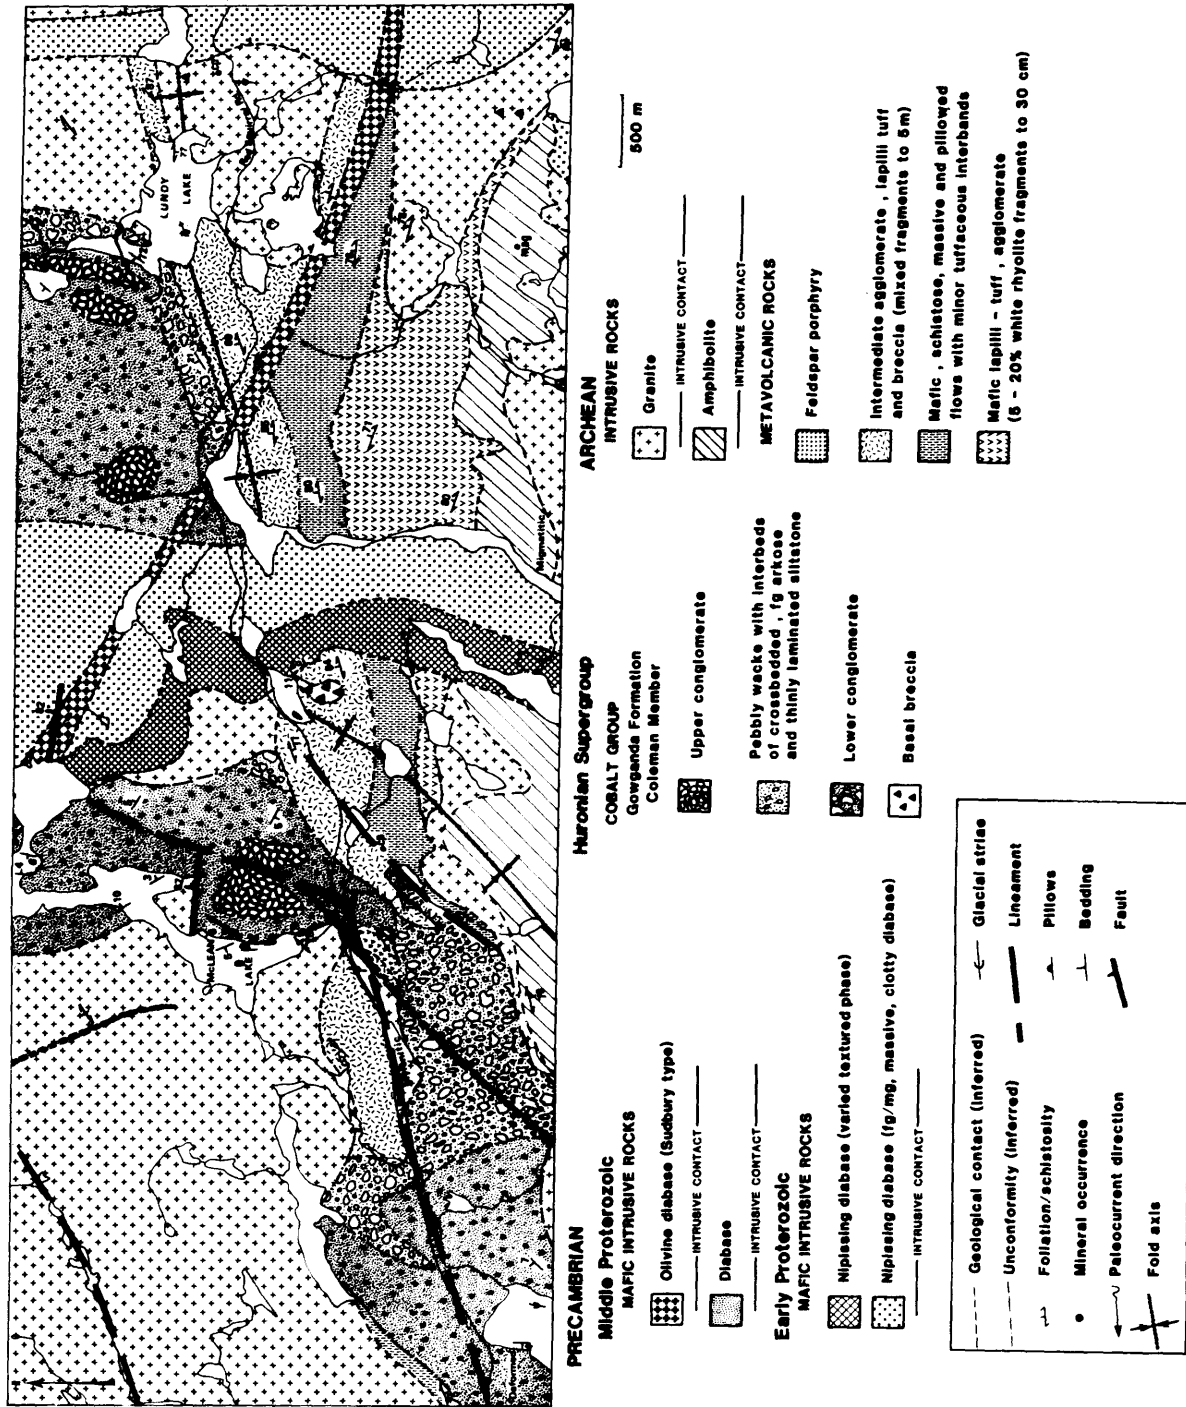 LUNDY
LAKE
McLEAN
LAKE
Migmatitic
mag
PRECAMBRIAN
Middle Proterozoic
MAFIC INTRUSIVE ROCKS
Olivine diabase (Sudbury type)
INTRUSIVE CONTACT
Diabase
INTRUSIVE CONTACT
Early Proterozoic
MAFIC INTRUSIVE ROCKS
Nipissing diabase (varied textured phase)
Nipissing diabase (fg/mg, massive, clotty diabase)
INTRUSIVE CONTACT
Huronian Supergroup
COBALT GROUP
Gowganda Formation
Coleman Member
Upper conglomerate
Pebbly wacke with interbeds
of crossbedded, fg arkose
and thinly laminated siltstone
Lower conglomerate
Basal breccia
ARCHEAN
INTRUSIVE ROCKS
Granite
INTRUSIVE CONTACT
Amphibolite
INTRUSIVE CONTACT
METAVOLCANIC ROCKS
Feldspar porphyry
Intermediate agglomerate, lapilli tuff
and breccia (mixed fragments to 5m)
Mafic, schistose, massive and pillowed
flows with minor tuffaceous interbands
Mafic lapilli - tuff, agglomerate
(5 - 20% white rhyolite fragments to 30 cm)
500 m
Geological contact (inferred)
Unconformity (inferred)
Foliation/schistosity
Mineral occurrence
Paleocurrent direction
Fold axis
Glacial striae
Lineament
Pillows
Bedding
Fault